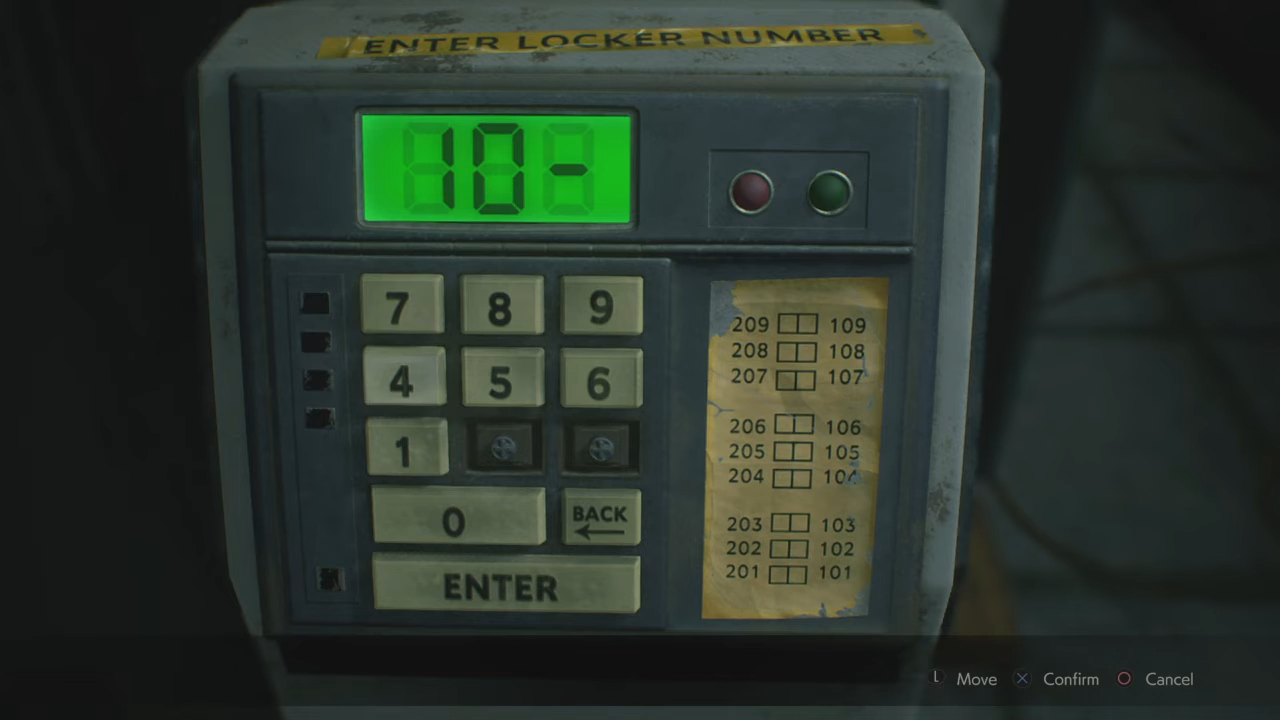 ENTER LOCKER NUMBER
10-
7 8 9
4 5 6
1
0 BACK
ENTER
209 109
208 108
207 107
206 106
205 105
204 104
203 103
202 102
201 101
L Move X Confirm O Cancel